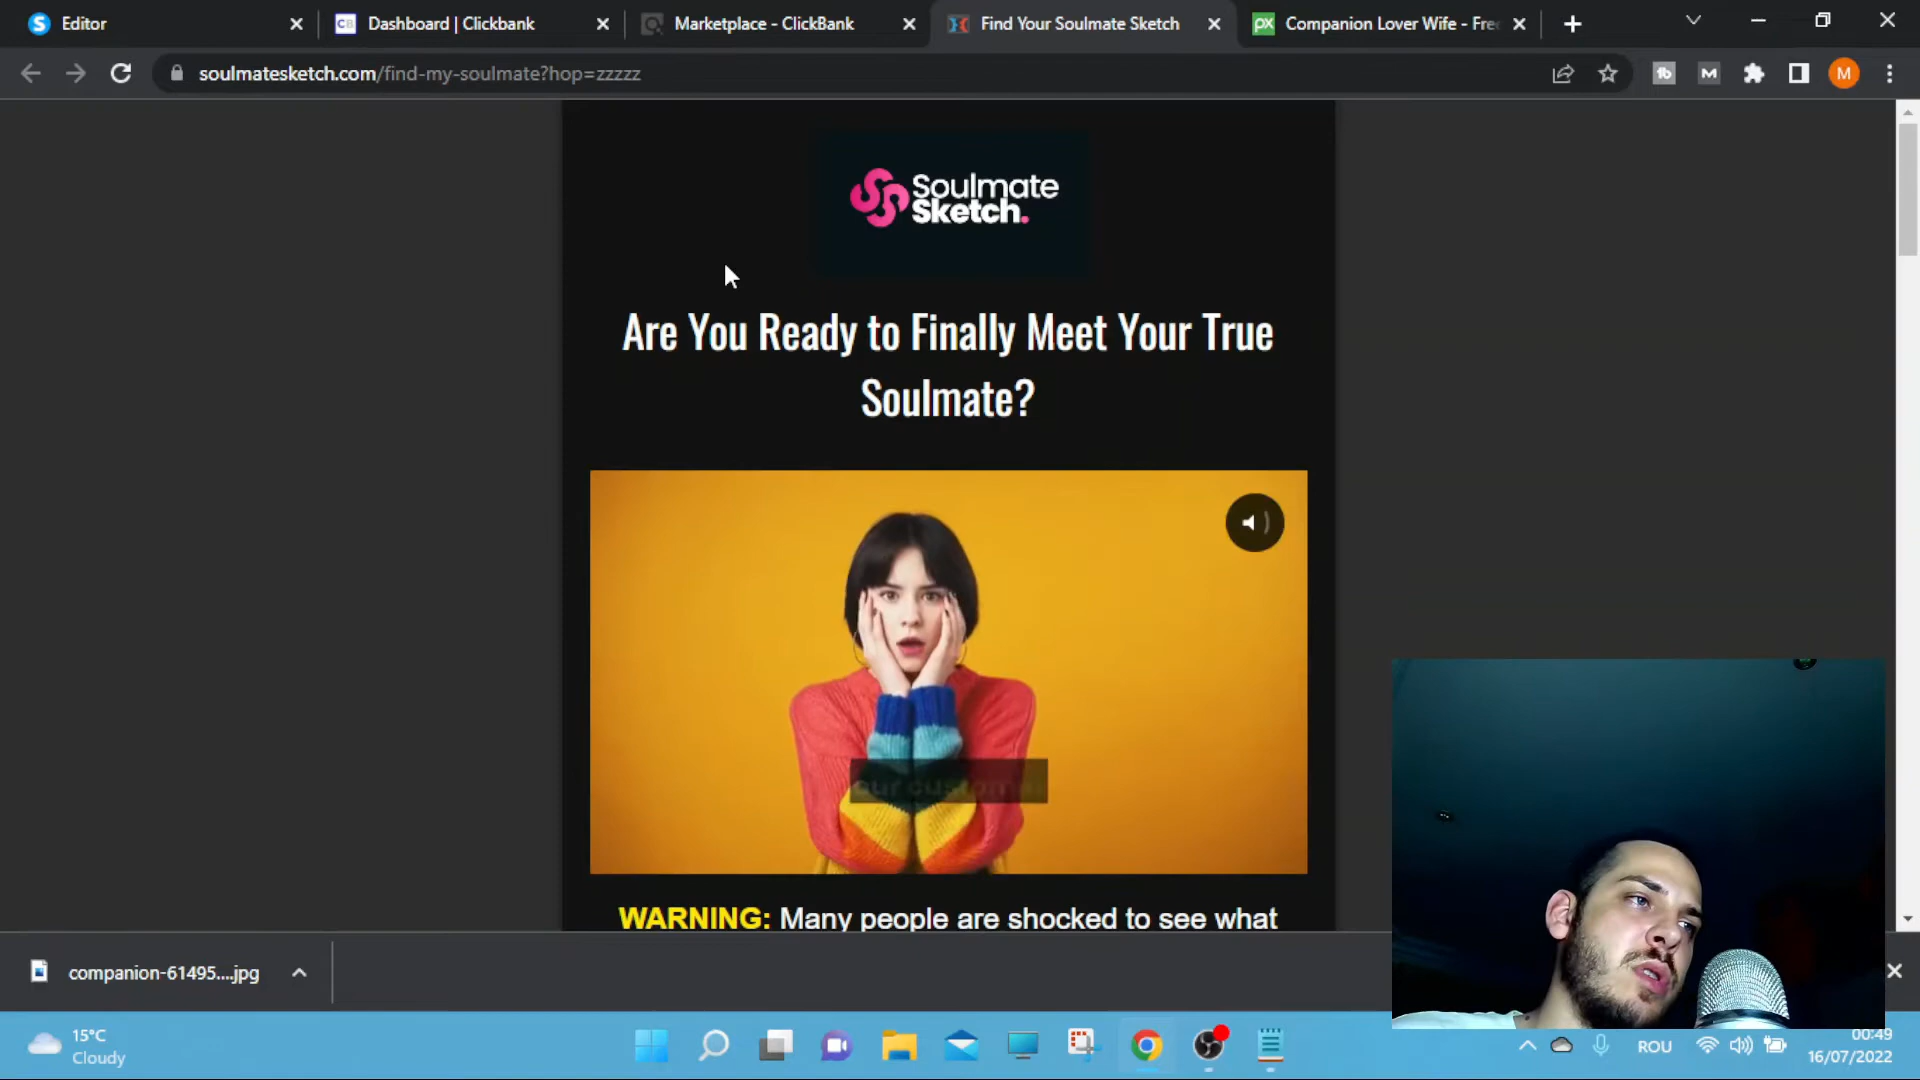 Editor
Dashboard | Clickbank
Marketplace - ClickBank
Find Your Soulmate Sketch
Companion Lover Wife - Free
soulmatesketch.com/find-my-soulmate?hop=zzzzz
M
Soulmate
Sketch.
Are You Ready to Finally Meet Your True
Soulmate?
WARNING: Many people are shocked to see what
companion-61495....jpg
15°C
Cloudy
ROU
00:49
16/07/2022